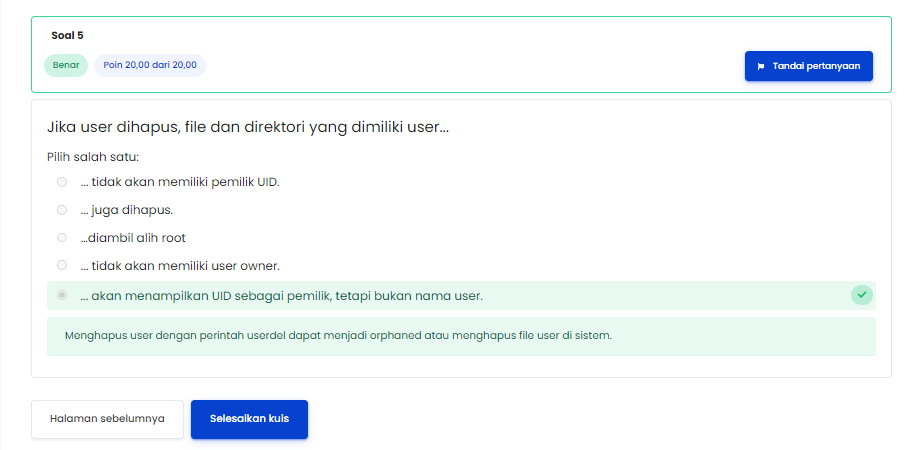 Soal 5
Benar
Poin 20,00 dari 20,00
Tandai pertanyaan
Jika user dihapus, file dan direktori yang dimiliki user...
Pilih salah satu:
... tidak akan memiliki pemilik UID.
... juga dihapus.
...diambil alih root
... tidak akan memiliki user owner.
... akan menampilkan UID sebagai pemilik, tetapi bukan nama user.
Menghapus user dengan perintah userdel dapat menjadi orphaned atau menghapus file user di sistem.
Halaman sebelumnya
Selesaikan kuis